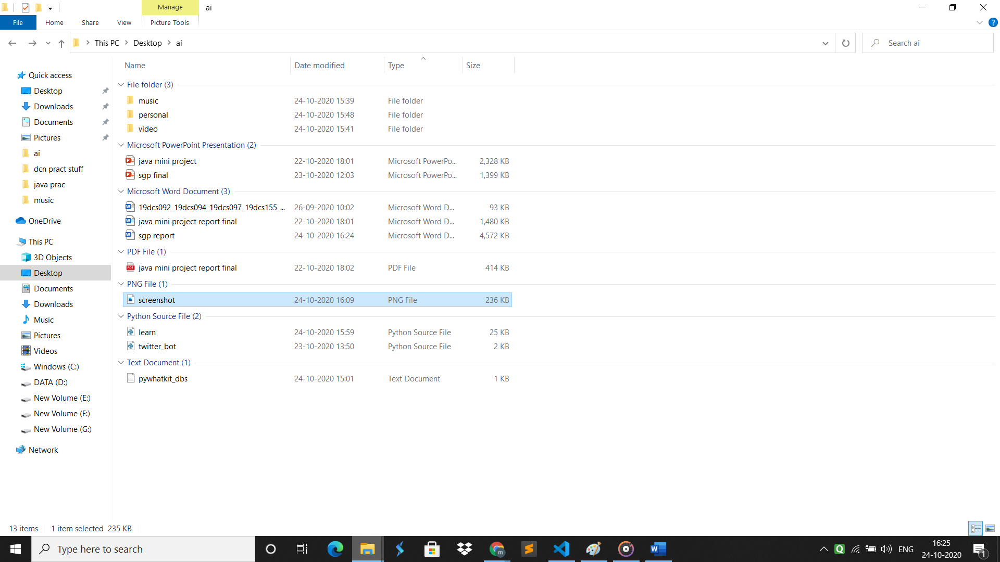 Manage
ai
File
Home
Share
View
Picture Tools
?
This PC
Desktop
ai
Search ai
Name
Date modified
Type
Size
Quick access
Desktop
Downloads
Documents
Pictures
ai
dcn pract stuff
java prac
music
OneDrive
This PC
3D Objects
Desktop
Documents
Downloads
Music
Pictures
Videos
Windows (C:)
DATA (D:)
New Volume (E:)
New Volume (F:)
New Volume (G:)
Network
File folder (3)
music 24-10-2020 15:39 File folder
personal 24-10-2020 15:48 File folder
video 24-10-2020 15:41 File folder
Microsoft PowerPoint Presentation (2)
java mini project 22-10-2020 18:01 Microsoft PowerPo... 2,328 KB
sgp final 23-10-2020 12:03 Microsoft PowerPo... 1,399 KB
Microsoft Word Document (3)
19dcs092_19dcs094_19dcs097_19dcs155_... 26-09-2020 10:02 Microsoft Word D... 93 KB
java mini project report final 22-10-2020 18:01 Microsoft Word D... 1,480 KB
sgp report 24-10-2020 16:24 Microsoft Word D... 4,572 KB
PDF File (1)
java mini project report final 22-10-2020 18:02 PDF File 414 KB
PNG File (1)
screenshot 24-10-2020 16:09 PNG File 236 KB
Python Source File (2)
learn 24-10-2020 15:59 Python Source File 25 KB
twitter_bot 23-10-2020 13:50 Python Source File 2 KB
Text Document (1)
pywhatkit_dbs 24-10-2020 15:01 Text Document 1 KB
13 items 1 item selected 235 KB
Type here to search
ENG
16:25
24-10-2020
1